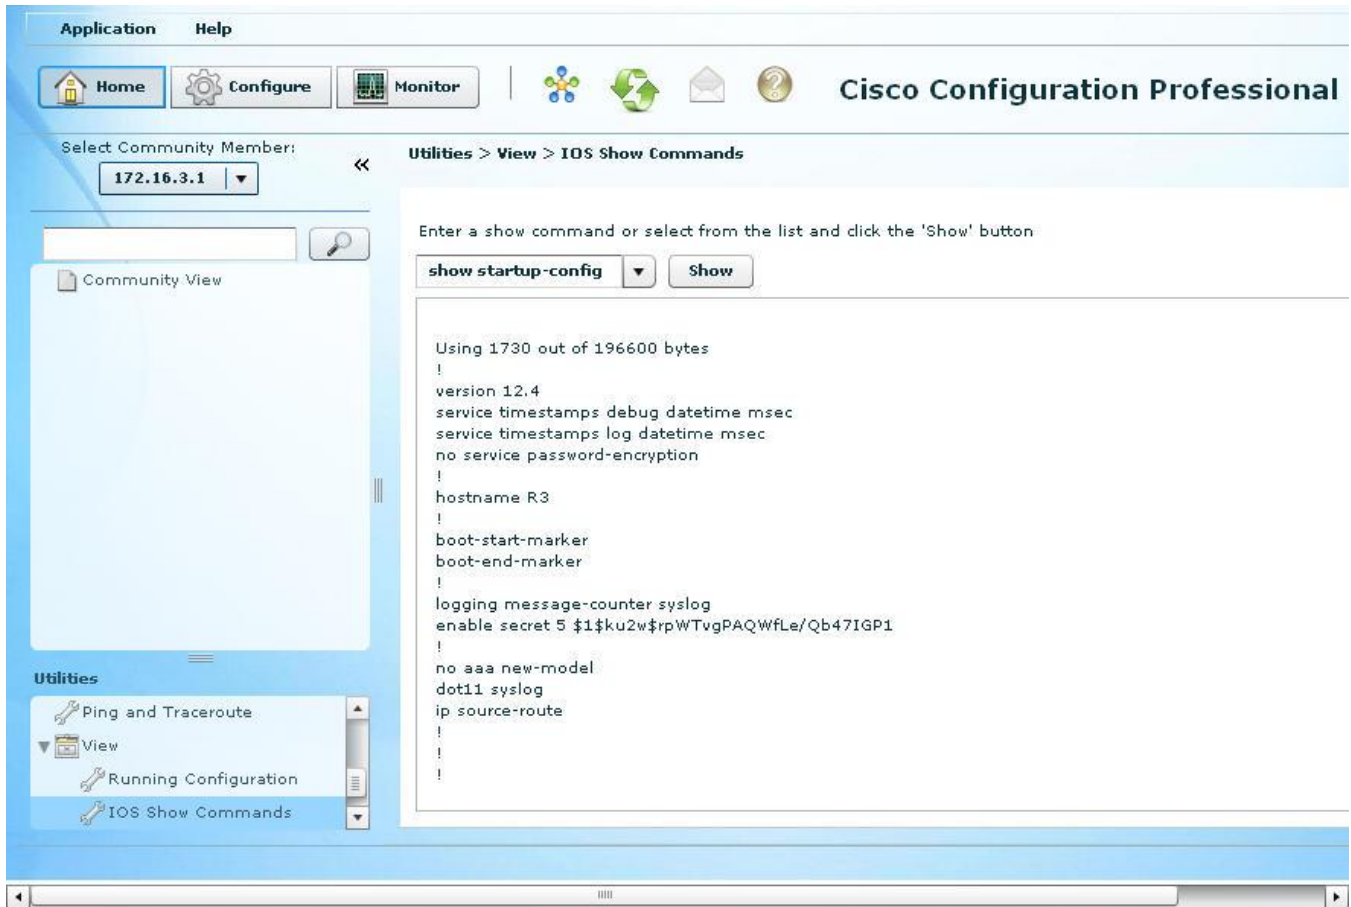 Application Help
Home Configure Monitor Cisco Configuration Professional
Select Community Member:
172.16.3.1
Community View
Utilities
Ping and Traceroute
View
Running Configuration
IOS Show Commands
Utilities > View > IOS Show Commands
Enter a show command or select from the list and click the 'Show' button
show startup-config Show
Using 1730 out of 196600 bytes
!
version 12.4
service timestamps debug datetime msec
service timestamps log datetime msec
no service password-encryption
!
hostname R3
!
boot-start-marker
boot-end-marker
!
logging message-counter syslog
enable secret 5 $1$ku2w$rpWTvgPAQWfLe/Qb47IGP1
!
no aaa new-model
dot11 syslog
ip source-route
!
!
!